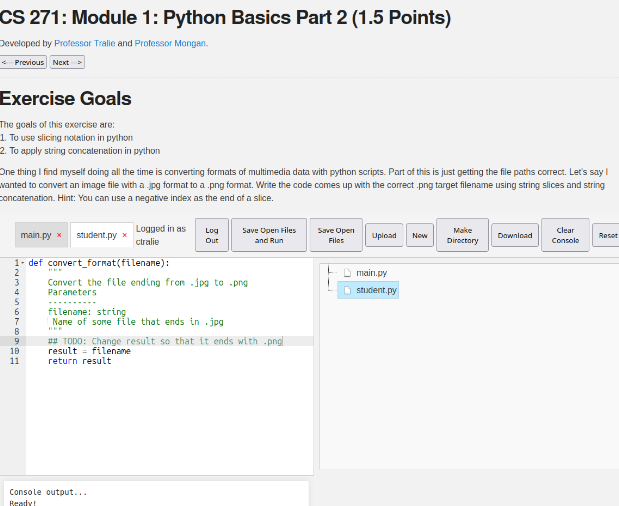 CS 271: Module 1: Python Basics Part 2 (1.5 Points)
Developed by Professor Tralie and Professor Mongan.
<-- Previous Next -->
Exercise Goals
The goals of this exercise are:
1. To use slicing notation in python
2. To apply string concatenation in python
One thing I find myself doing all the time is converting formats of multimedia data with python scripts. Part of this is just getting the file paths correct. Let's say I
wanted to convert an image file with a .jpg format to a .png format. Write the code comes up with the correct .png target filename using string slices and string
concatenation. Hint: You can use a negative index as the end of a slice.
main.py × student.py × Logged in as ctralie Log Out Save Open Files and Run Save Open Files Upload New Make Directory Download Clear Console Reset
1 def convert_format(filename):
2 """
3 Convert the file ending from .jpg to .png
4 Parameters
5 ----------
6 filename: string
7 Name of some file that ends in .jpg
8 """
9 ## TODO: Change result so that it ends with .png
10 result = filename
11 return result
main.py
student.py
Console output...
Ready!